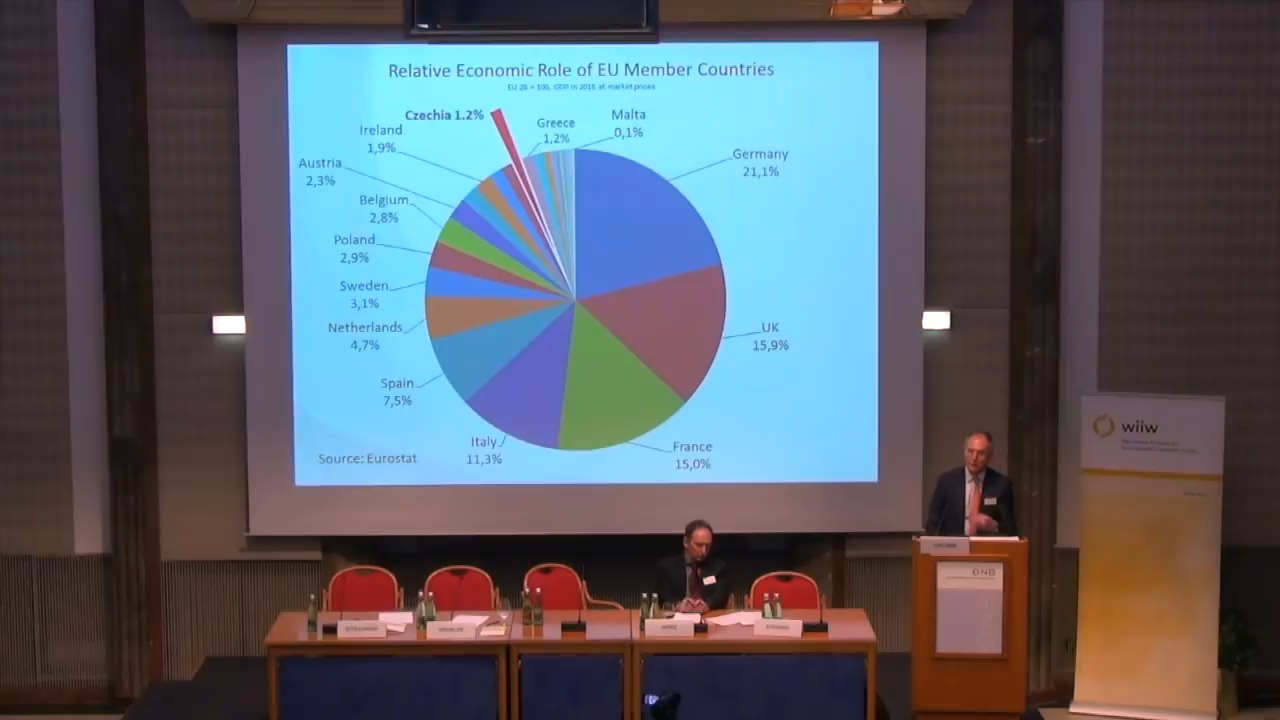 Relative Economic Role of EU Member Countries
EU 28 = 100, GDP in 2016 at market prices
Czechia 1.2%
Greece
1,2%
Malta
0,1%
Ireland
1,9%
Germany
21,1%
Austria
2,3%
Belgium
2,8%
Poland
2,9%
Sweden
3,1%
Netherlands
4,7%
UK
15,9%
Spain
7,5%
Italy
11,3%
France
15,0%
Source: Eurostat
wiiw